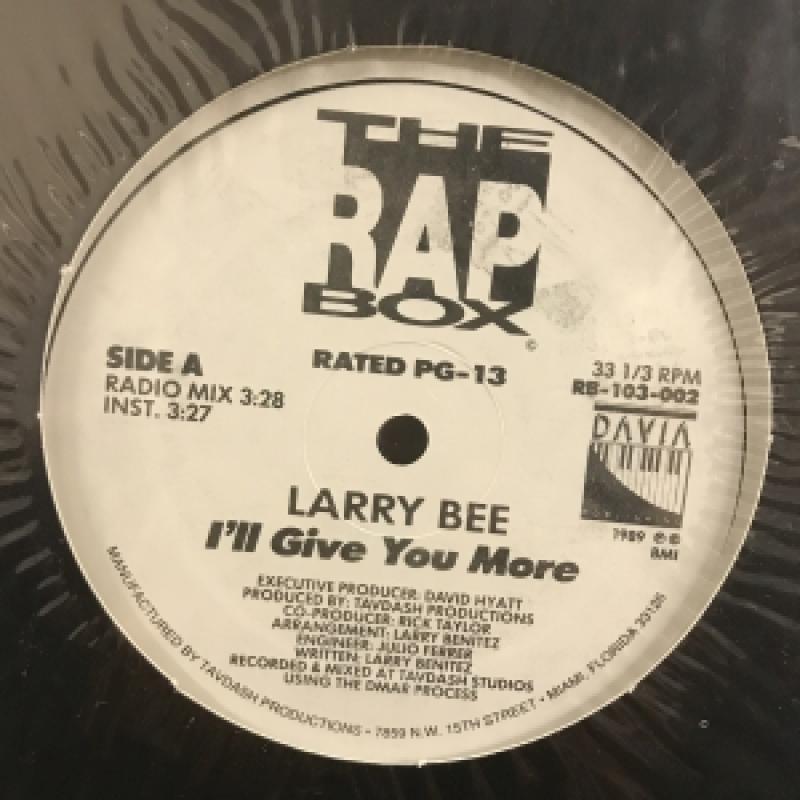 THE
RAP
BOX
©
RATED PG-13
SIDE A
RADIO MIX 3:28
INST. 3:27
33 1/3 RPM
RB-103-002
DAVIA
1989 ℗ ©
BMI
LARRY BEE
I'll Give You More
EXECUTIVE PRODUCER: DAVID HYATT
PRODUCED BY: TAVDASH PRODUCTIONS
CO-PRODUCER: RICK TAYLOR
ARRANGEMENT: LARRY BENITEZ
ENGINEER: JULIO FERRER
WRITTEN: LARRY BENITEZ
RECORDED & MIXED AT TAVDASH STUDIOS
USING THE DMAR PROCESS
MANUFACTURED BY TAVDASH PRODUCTIONS • 7859 N.W. 15TH STREET • MIAMI, FLORIDA 33126